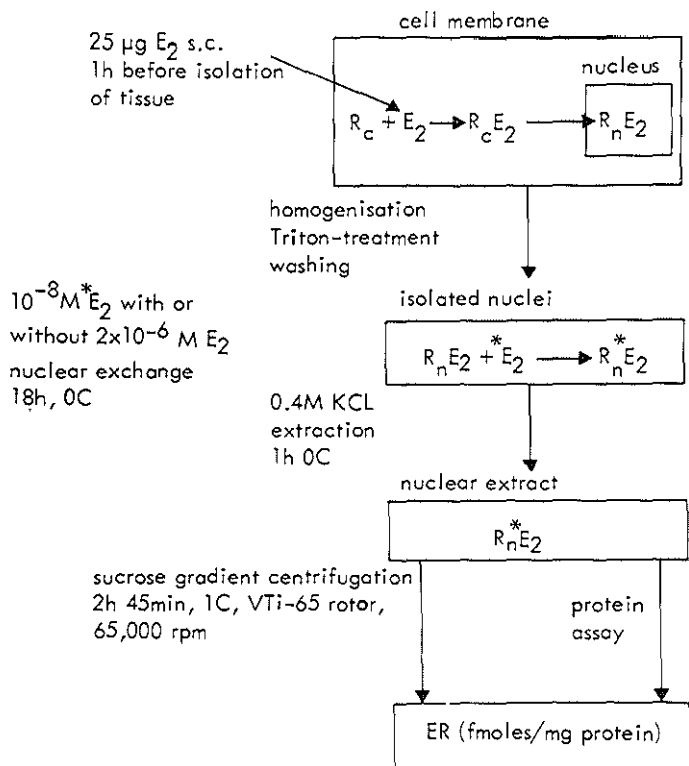 cell membrane
25 µg E2 s.c.
1h before isolation
of tissue
nucleus
Rc + E2 → RcE2 → RnE2
homogenisation
Triton-treatment
washing
10-8M*E2 with or
without 2x10-6 M E2
nuclear exchange
18h, 0C
isolated nuclei
RnE2 + *E2 → Rn*E2
0.4M KCL
extraction
1h 0C
nuclear extract
Rn*E2
sucrose gradient centrifugation
2h 45min, 1C, VTi-65 rotor,
65,000 rpm
protein
assay
ER (fmoles/mg protein)